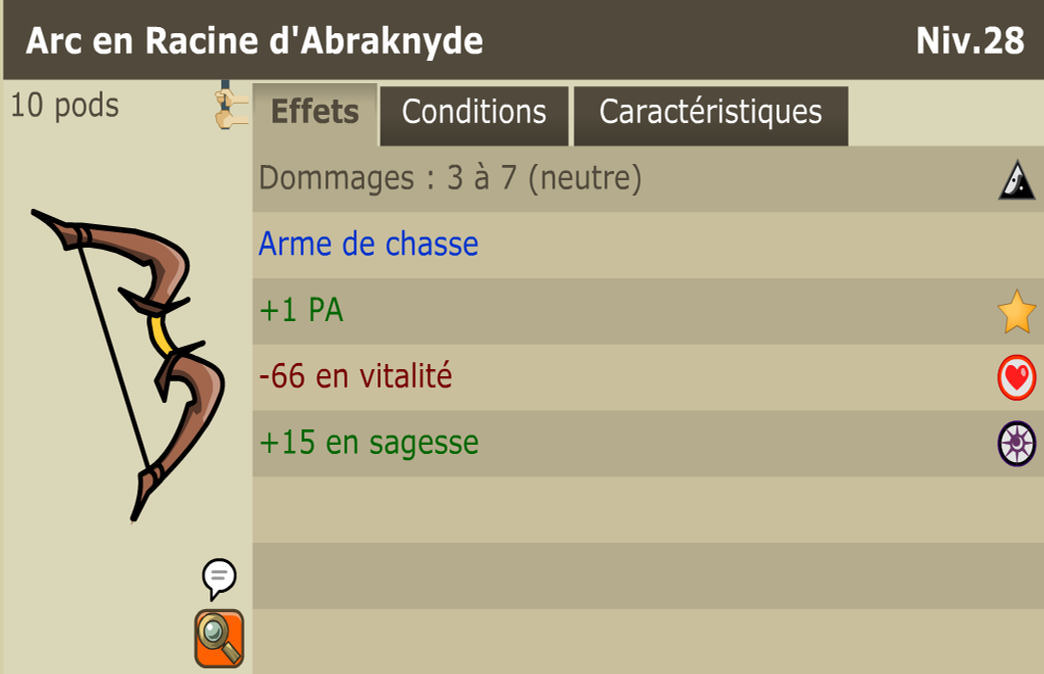 Arc en Racine d'Abraknyde Niv.28
10 pods
Effets Conditions Caractéristiques
Dommages : 3 à 7 (neutre)
Arme de chasse
+1 PA
-66 en vitalité
+15 en sagesse